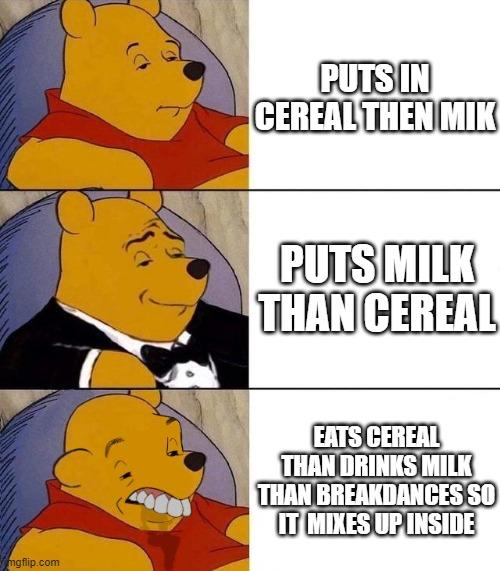 PUTS IN
CEREAL THEN MIK
PUTS MILK
THAN CEREAL
EATS CEREAL
THAN DRINKS MILK
THAN BREAKDANCES SO
IT MIXES UP INSIDE
imgflip.com